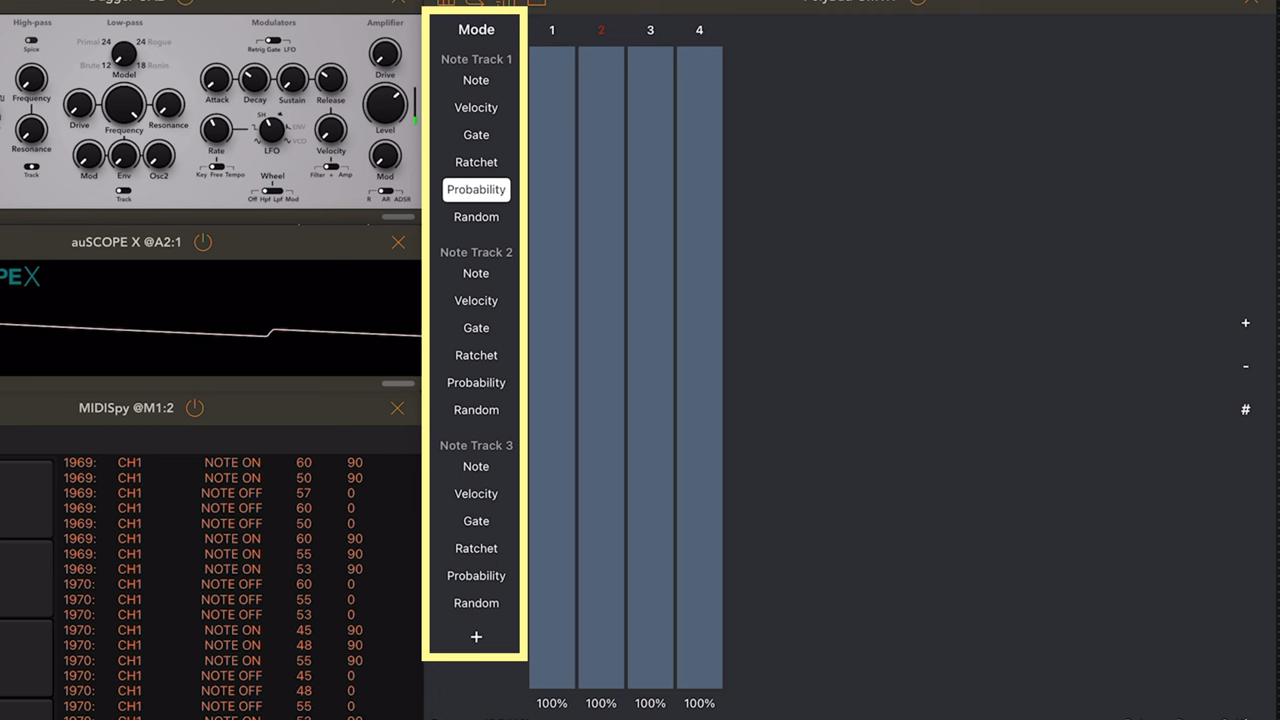 High-pass
Low-pass
Modulators
Amplifier
Spice
Primal 24
24 Rogue
Retrig Gate LFO
Brute 12
18 Ronin
Model
Drive
Frequency
Attack
Decay
Sustain
Release
Drive
Frequency
Resonance
Level
SH
ENV
VCO
Resonance
Rate
LFO
Velocity
Track
Mod
Env
Osc2
Key Free Tempo
Wheel
Filter + Amp
Mod
Track
Off Hpf Lpf Mod
R AR ADSR
auSCOPE X @A2:1
PEX
MIDISpy @M1:2
1969: CH1 NOTE ON 60 90
1969: CH1 NOTE ON 50 90
1969: CH1 NOTE OFF 57 0
1969: CH1 NOTE OFF 60 0
1969: CH1 NOTE OFF 50 0
1969: CH1 NOTE ON 60 90
1969: CH1 NOTE ON 55 90
1969: CH1 NOTE ON 53 90
1970: CH1 NOTE OFF 60 0
1970: CH1 NOTE OFF 55 0
1970: CH1 NOTE OFF 53 0
1970: CH1 NOTE ON 45 90
1970: CH1 NOTE ON 48 90
1970: CH1 NOTE ON 55 90
1970: CH1 NOTE OFF 45 0
1970: CH1 NOTE OFF 48 0
1970: CH1 NOTE OFF 55 0
Mode
Note Track 1
Note
Velocity
Gate
Ratchet
Probability
Random
Note Track 2
Note
Velocity
Gate
Ratchet
Probability
Random
Note Track 3
Note
Velocity
Gate
Ratchet
Probability
Random
+
1 2 3 4
100% 100% 100% 100%
+
-
#